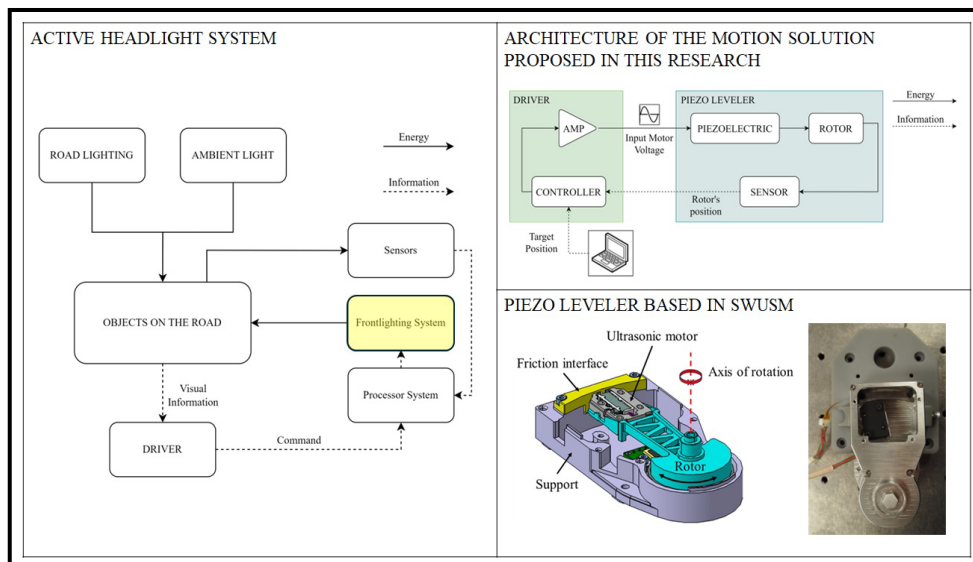 ACTIVE HEADLIGHT SYSTEM
ROAD LIGHTING
AMBIENT LIGHT
Energy
Information
Sensors
OBJECTS ON THE ROAD
Frontlighting System
Visual
Information
Processor System
DRIVER
Command
ARCHITECTURE OF THE MOTION SOLUTION
PROPOSED IN THIS RESEARCH
DRIVER
PIEZO LEVELER
Energy
Information
AMP
Input Motor
Voltage
PIEZOELECTRIC
ROTOR
CONTROLLER
SENSOR
Rotor's
position
Target
Position
PIEZO LEVELER BASED IN SWUSM
Ultrasonic motor
Friction interface
Axis of rotation
Rotor
Support